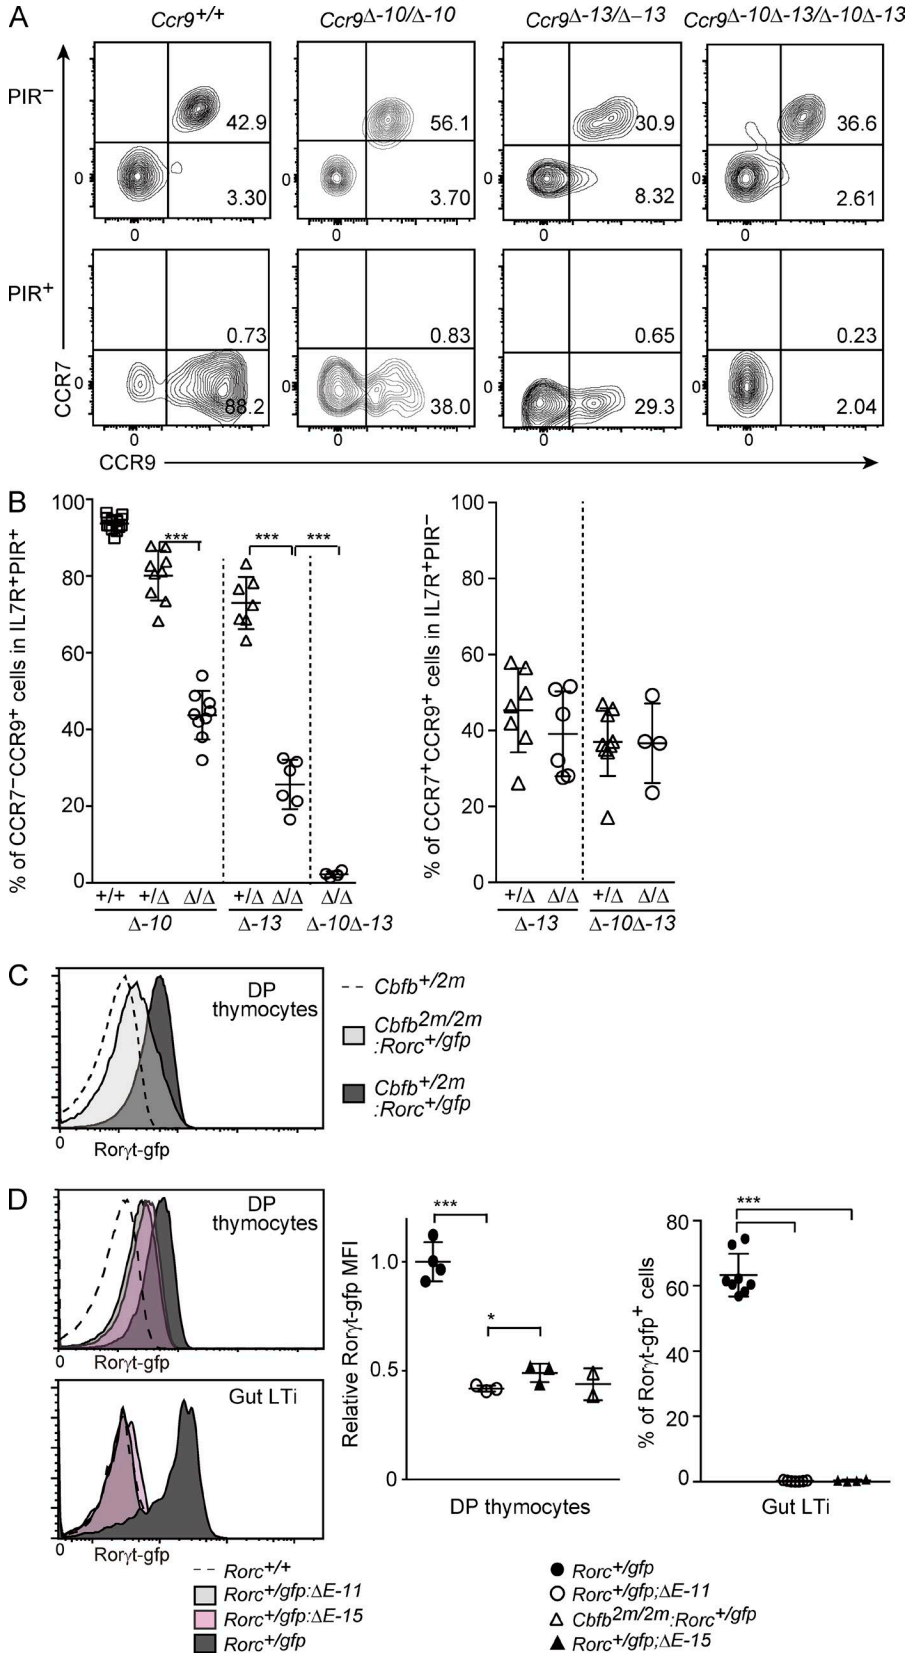 A
Ccr9+/+
Ccr9Δ-10/Δ-10
Ccr9Δ-13/Δ−13
Ccr9Δ-10Δ-13/Δ-10Δ-13
PIR−
42.9
56.1
30.9
36.6
0
0
0
0
3.30
3.70
8.32
2.61
0
0
0
0
PIR+
0.73
0.83
0.65
0.23
0
0
0
0
88.2
38.0
29.3
2.04
0
0
0
0
CCR7
CCR9
B
% of CCR7−CCR9+ cells in IL7R+PIR+
100
80
60
40
20
0
***
***
***
+/+
+/Δ
Δ/Δ
+/Δ
Δ/Δ
Δ/Δ
Δ-10
Δ-13
Δ-10Δ-13
% of CCR7+CCR9+ cells in IL7R+PIR−
100
80
60
40
20
0
+/Δ
Δ/Δ
+/Δ
Δ/Δ
Δ-13
Δ-10Δ-13
C
DP
thymocytes
0
Rorγt-gfp
Cbfb+/2m
Cbfb2m/2m
:Rorc+/gfp
Cbfb+/2m
:Rorc+/gfp
D
DP
thymocytes
0
Rorγt-gfp
Gut LTi
0
Rorγt-gfp
Relative Rorγt-gfp MFI
1.0
0.5
0
***
*
DP thymocytes
% of Rorγt-gfp+ cells
80
60
40
20
0
***
Gut LTi
Rorc+/+
Rorc+/gfp:ΔE-11
Rorc+/gfp:ΔE-15
Rorc+/gfp
Rorc+/gfp
Rorc+/gfp;ΔE-11
Cbfb2m/2m:Rorc+/gfp
Rorc+/gfp;ΔE-15